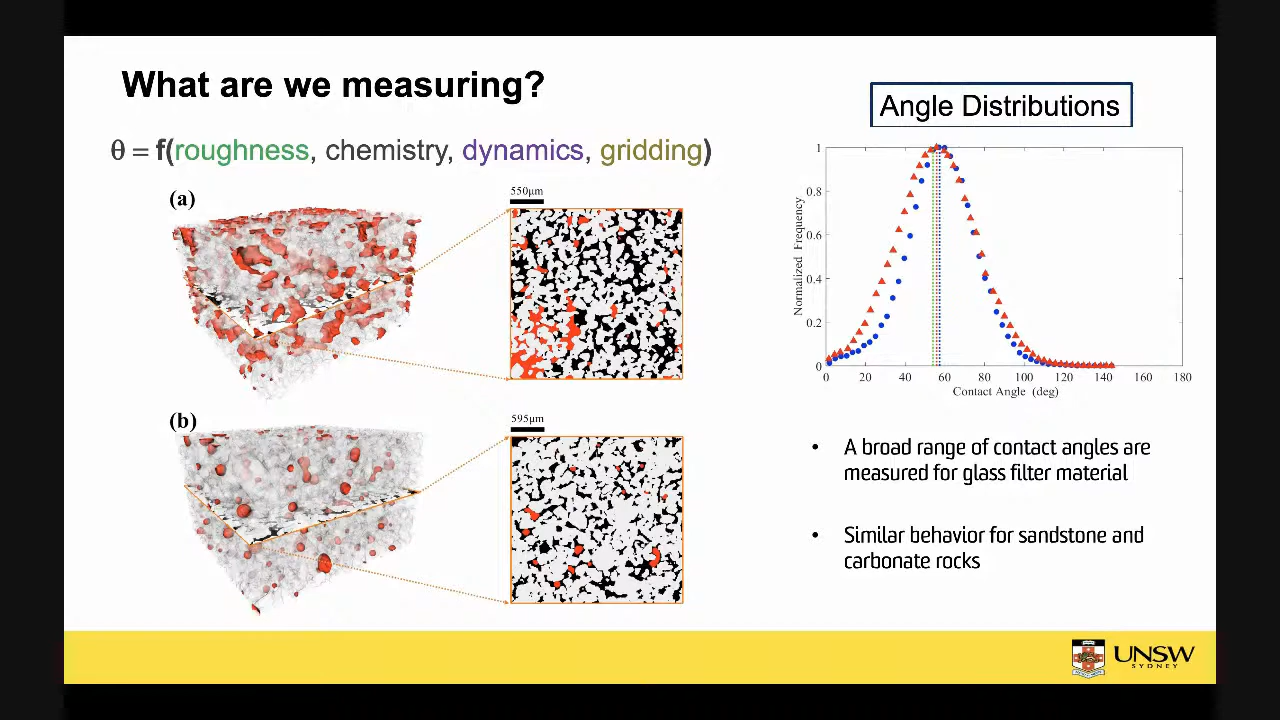 What are we measuring?
θ = f(roughness, chemistry, dynamics, gridding)
(a)
550μm
(b)
595μm
Angle Distributions
Normalized Frequency
1
0.8
0.6
0.4
0.2
0
0 20 40 60 80 100 120 140 160 180
Contact Angle (deg)
• A broad range of contact angles are
measured for glass filter material
• Similar behavior for sandstone and
carbonate rocks
UNSW
SYDNEY